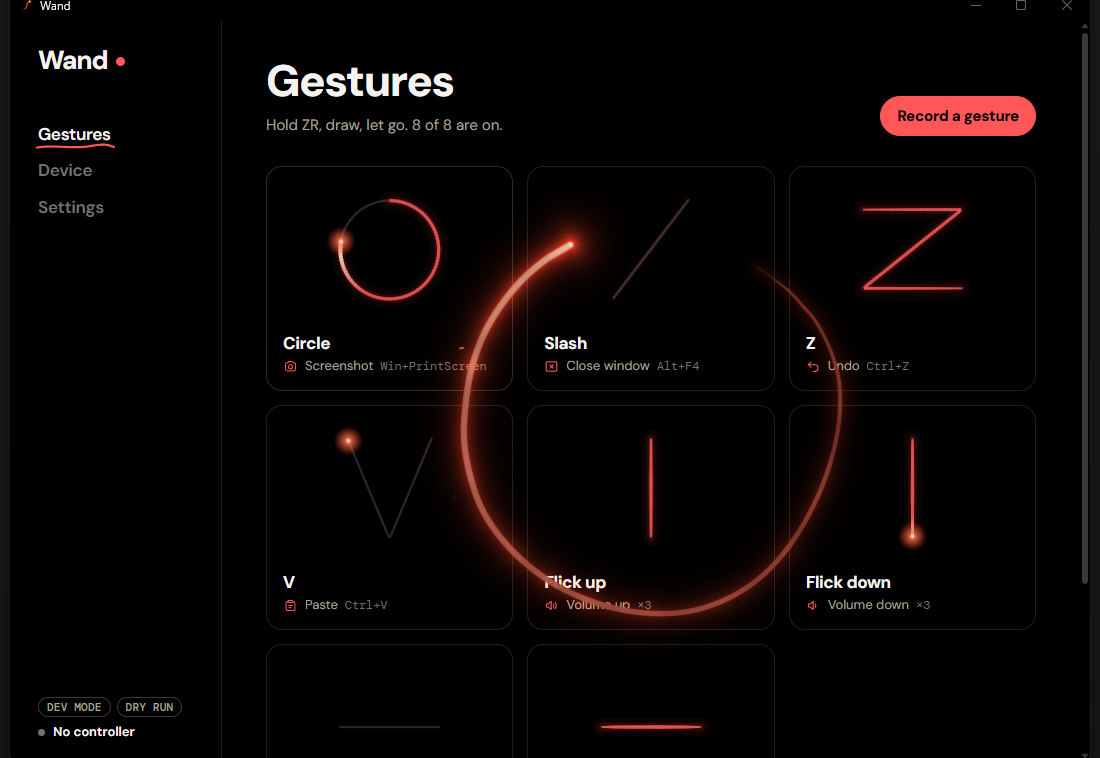 Wand
Wand
Gestures
Device
Settings
Gestures
Hold ZR, draw, let go. 8 of 8 are on.
Record a gesture
Circle
Screenshot Win+PrintScreen
Slash
Close window Alt+F4
Z
Undo Ctrl+Z
V
Paste Ctrl+V
Flick up
Volume up ×3
Flick down
Volume down ×3
DEV MODE DRY RUN
No controller